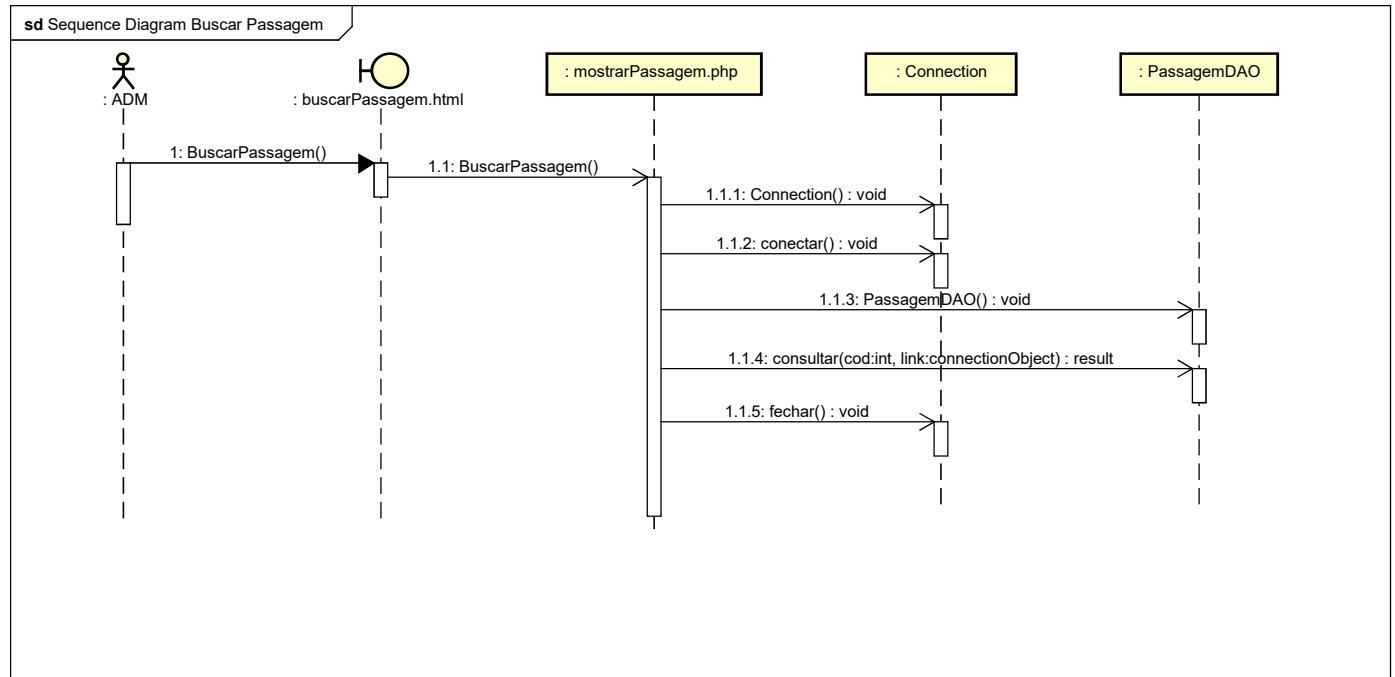 sd Sequence Diagram Buscar Passagem
: ADM
: buscarPassagem.html
: mostrarPassagem.php
: Connection
: PassagemDAO
1: BuscarPassagem()
1.1: BuscarPassagem()
1.1.1: Connection() : void
1.1.2: conectar() : void
1.1.3: PassagemDAO() : void
1.1.4: consultar(cod:int, link:connectionObject) : result
1.1.5: fechar() : void